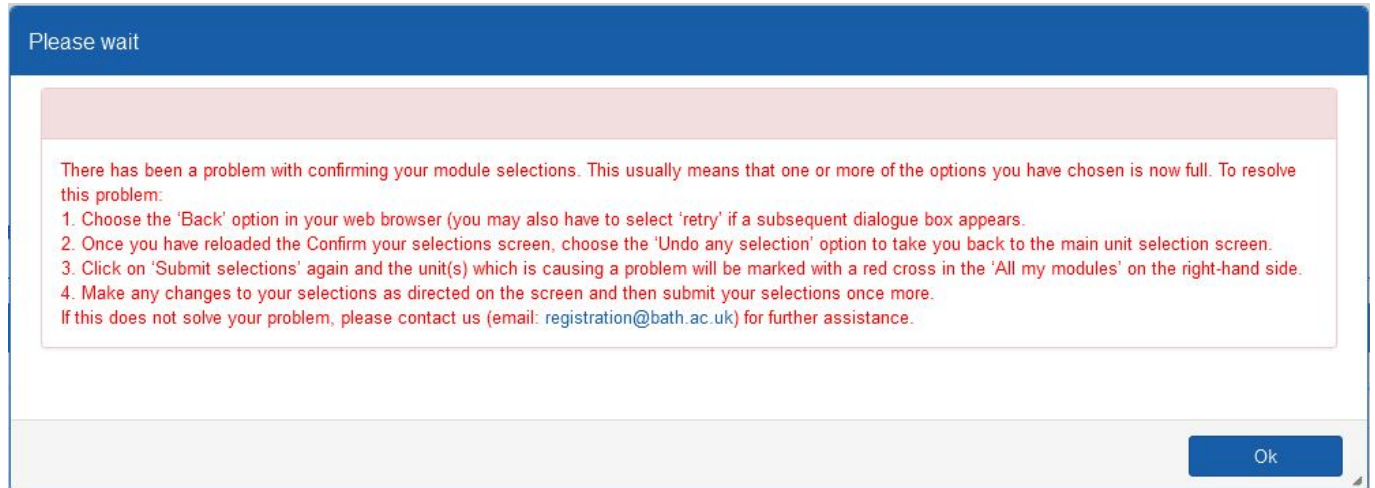 Please wait
There has been a problem with confirming your module selections. This usually means that one or more of the options you have chosen is now full. To resolve
this problem:
1. Choose the ‘Back’ option in your web browser (you may also have to select ‘retry’ if a subsequent dialogue box appears.
2. Once you have reloaded the Confirm your selections screen, choose the ‘Undo any selection’ option to take you back to the main unit selection screen.
3. Click on ‘Submit selections’ again and the unit(s) which is causing a problem will be marked with a red cross in the ‘All my modules’ on the right-hand side.
4. Make any changes to your selections as directed on the screen and then submit your selections once more.
If this does not solve your problem, please contact us (email: registration@bath.ac.uk) for further assistance.
Ok